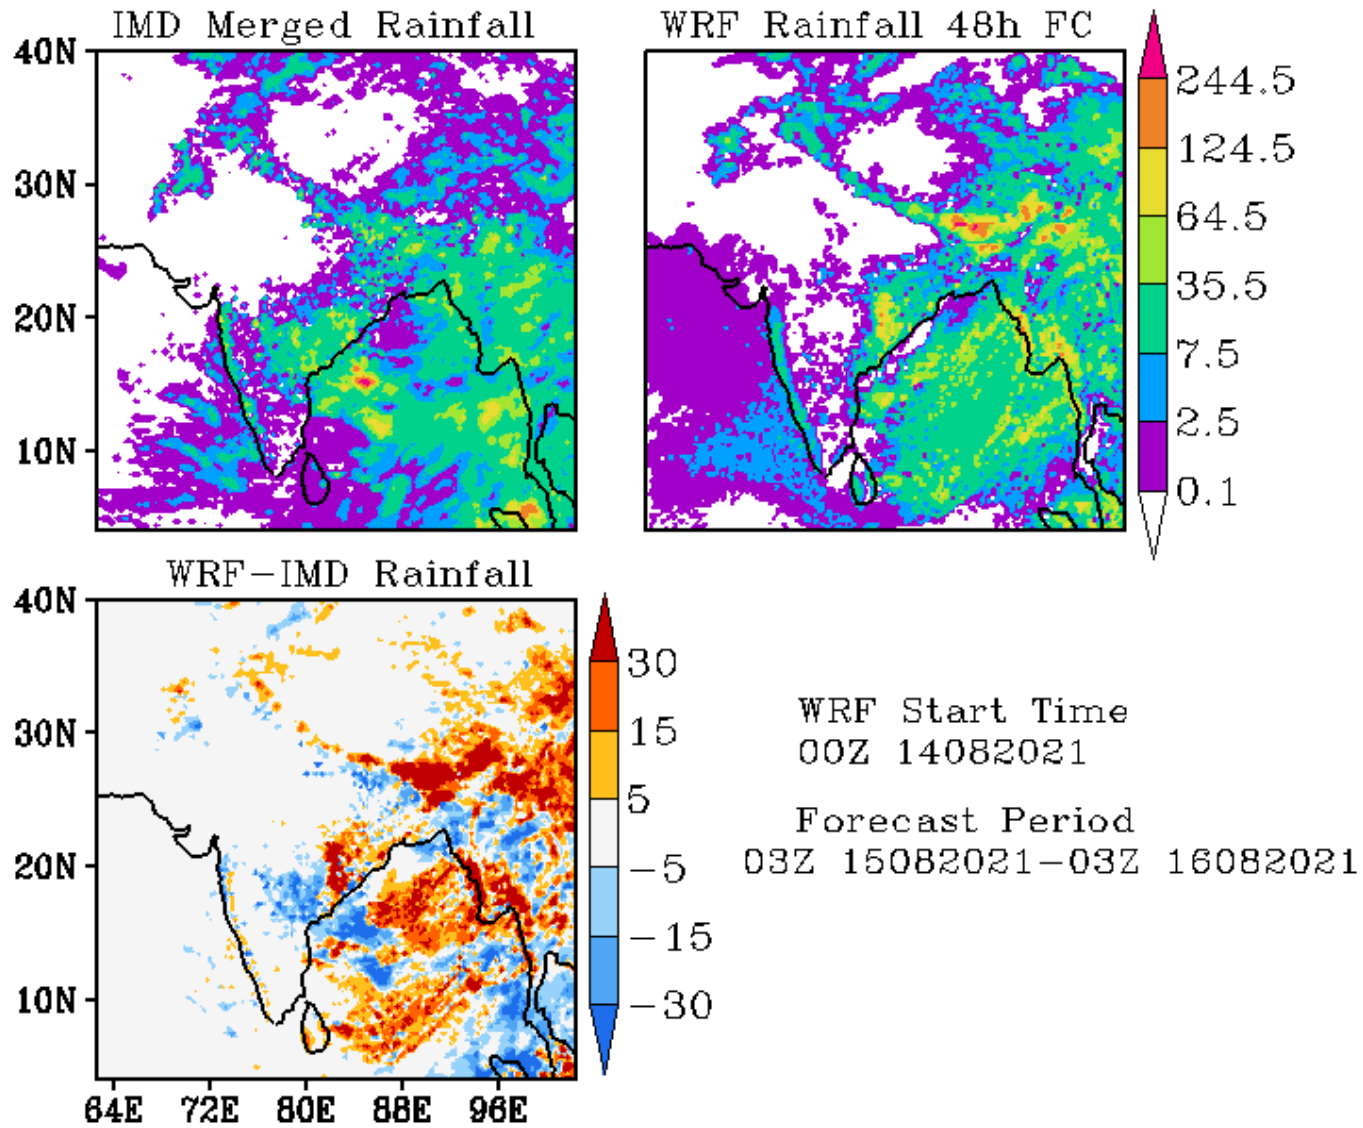 IMD Merged Rainfall
WRF Rainfall 48h FC
40N
30N
20N
10N
244.5
124.5
64.5
35.5
7.5
2.5
0.1
WRF-IMD Rainfall
40N
30N
20N
10N
64E 72E 80E 88E 96E
30
15
5
-5
-15
-30
WRF Start Time
00Z 14082021
Forecast Period
03Z 15082021-03Z 16082021